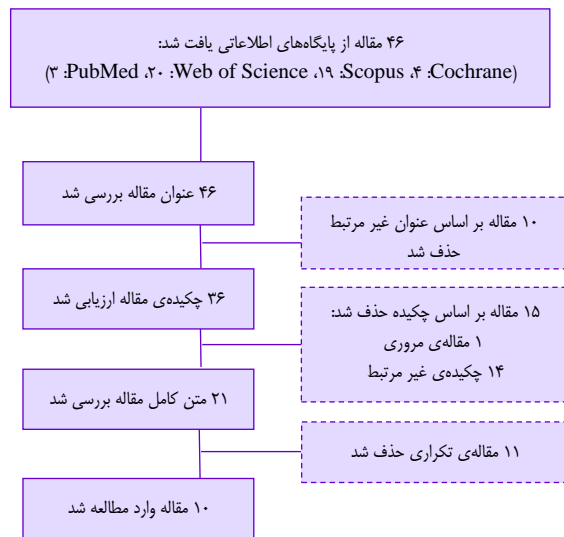 ۴۶ مقاله از پایگاه‌های اطلاعاتی یافت شد:
(Cochrane: ۴، Scopus: ۱۹، Web of Science: ۲۰، PubMed: ۳)
۴۶ عنوان مقاله بررسی شد
۱۰ مقاله بر اساس عنوان غیر مرتبط
حذف شد
۳۶ چکیده‌ی مقاله ارزیابی شد
۱۵ مقاله بر اساس چکیده حذف شد:
۱ مقاله‌ی مروری
۱۴ چکیده‌ی غیر مرتبط
۲۱ متن کامل مقاله بررسی شد
۱۱ مقاله‌ی تکراری حذف شد
۱۰ مقاله وارد مطالعه شد